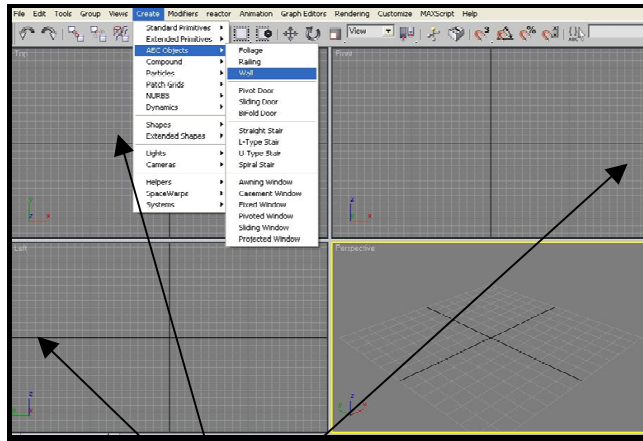 File Edit Tools Group Views Create Modifiers reactor Animation Graph Editors Rendering Customize MAXScript Help
View
Top
Front
Standard Primitives
Extended Primitives
AEC Objects
Compound
Particles
Patch Grids
NURBS
Dynamics
Shapes
Extended Shapes
Lights
Cameras
Helpers
SpaceWarps
Systems
Foliage
Railing
Wall
Pivot Door
Sliding Door
BiFold Door
Straight Stair
L-Type Stair
U-Type Stair
Spiral Stair
Awning Window
Casement Window
Fixed Window
Pivoted Window
Sliding Window
Projected Window
y
z x
z x
Left
Perspective
z
z